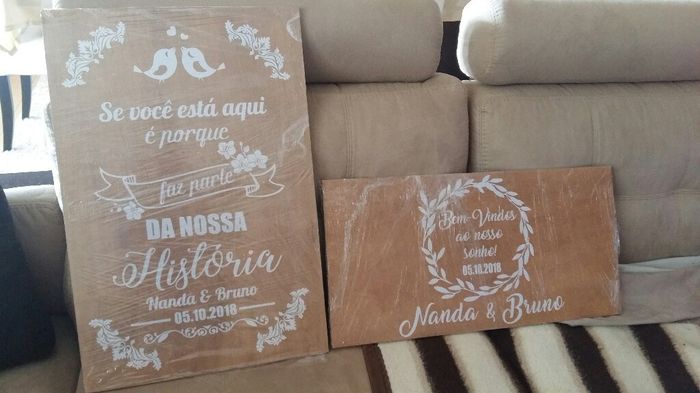 Se você está aqui
é porque
faz parte
DA NOSSA
História
Nanda & Bruno
05.10.2018
Bem-Vindos
ao nosso
sonho!
05.10.2018
Nanda & Bruno